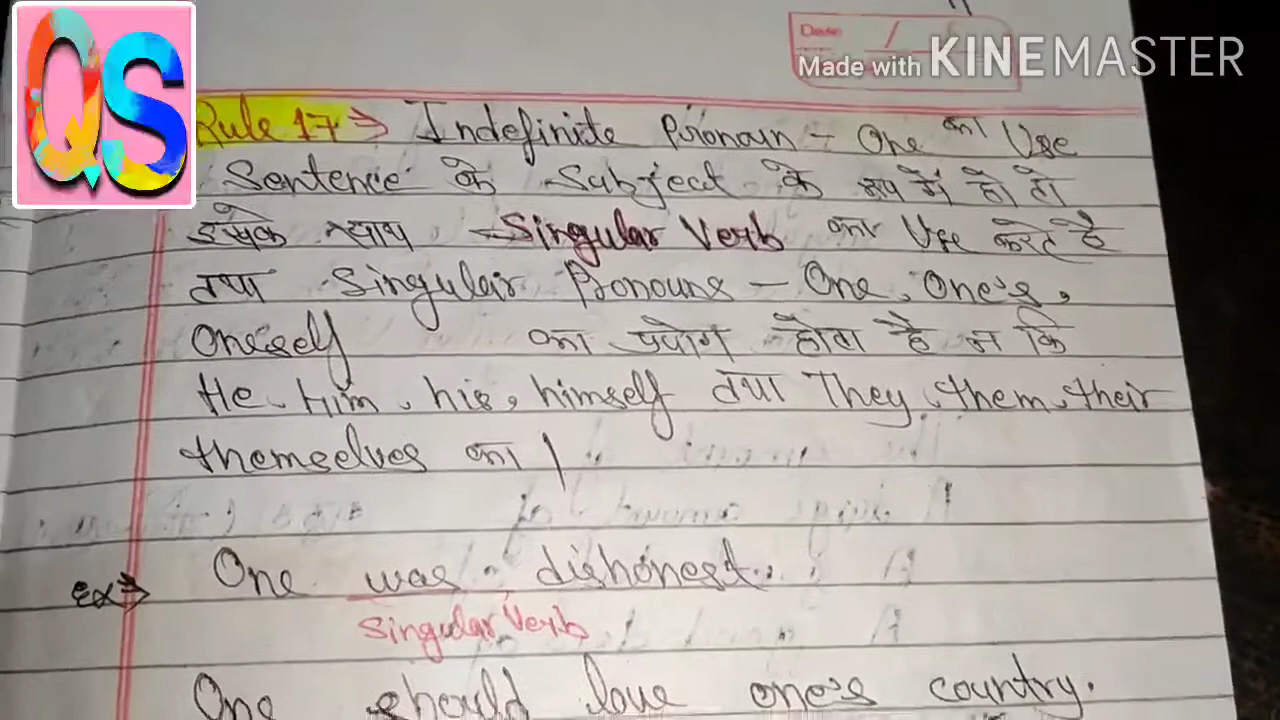 QS
Date
Made with KINEMASTER
Rule 17 → Indefinite Pronoun - One का Use
Sentence के Subject के रूप में हो तो
इसके साथ - Singular Verb का Use करते है
तथा Singular Pronouns - One, One's,
Oneself का प्रयोग होता है न कि
He, Him, his, himself तथा They, them, their
themselves का |
Ex⇒ One was dishonest.
Singular Verb
One should love one's country.